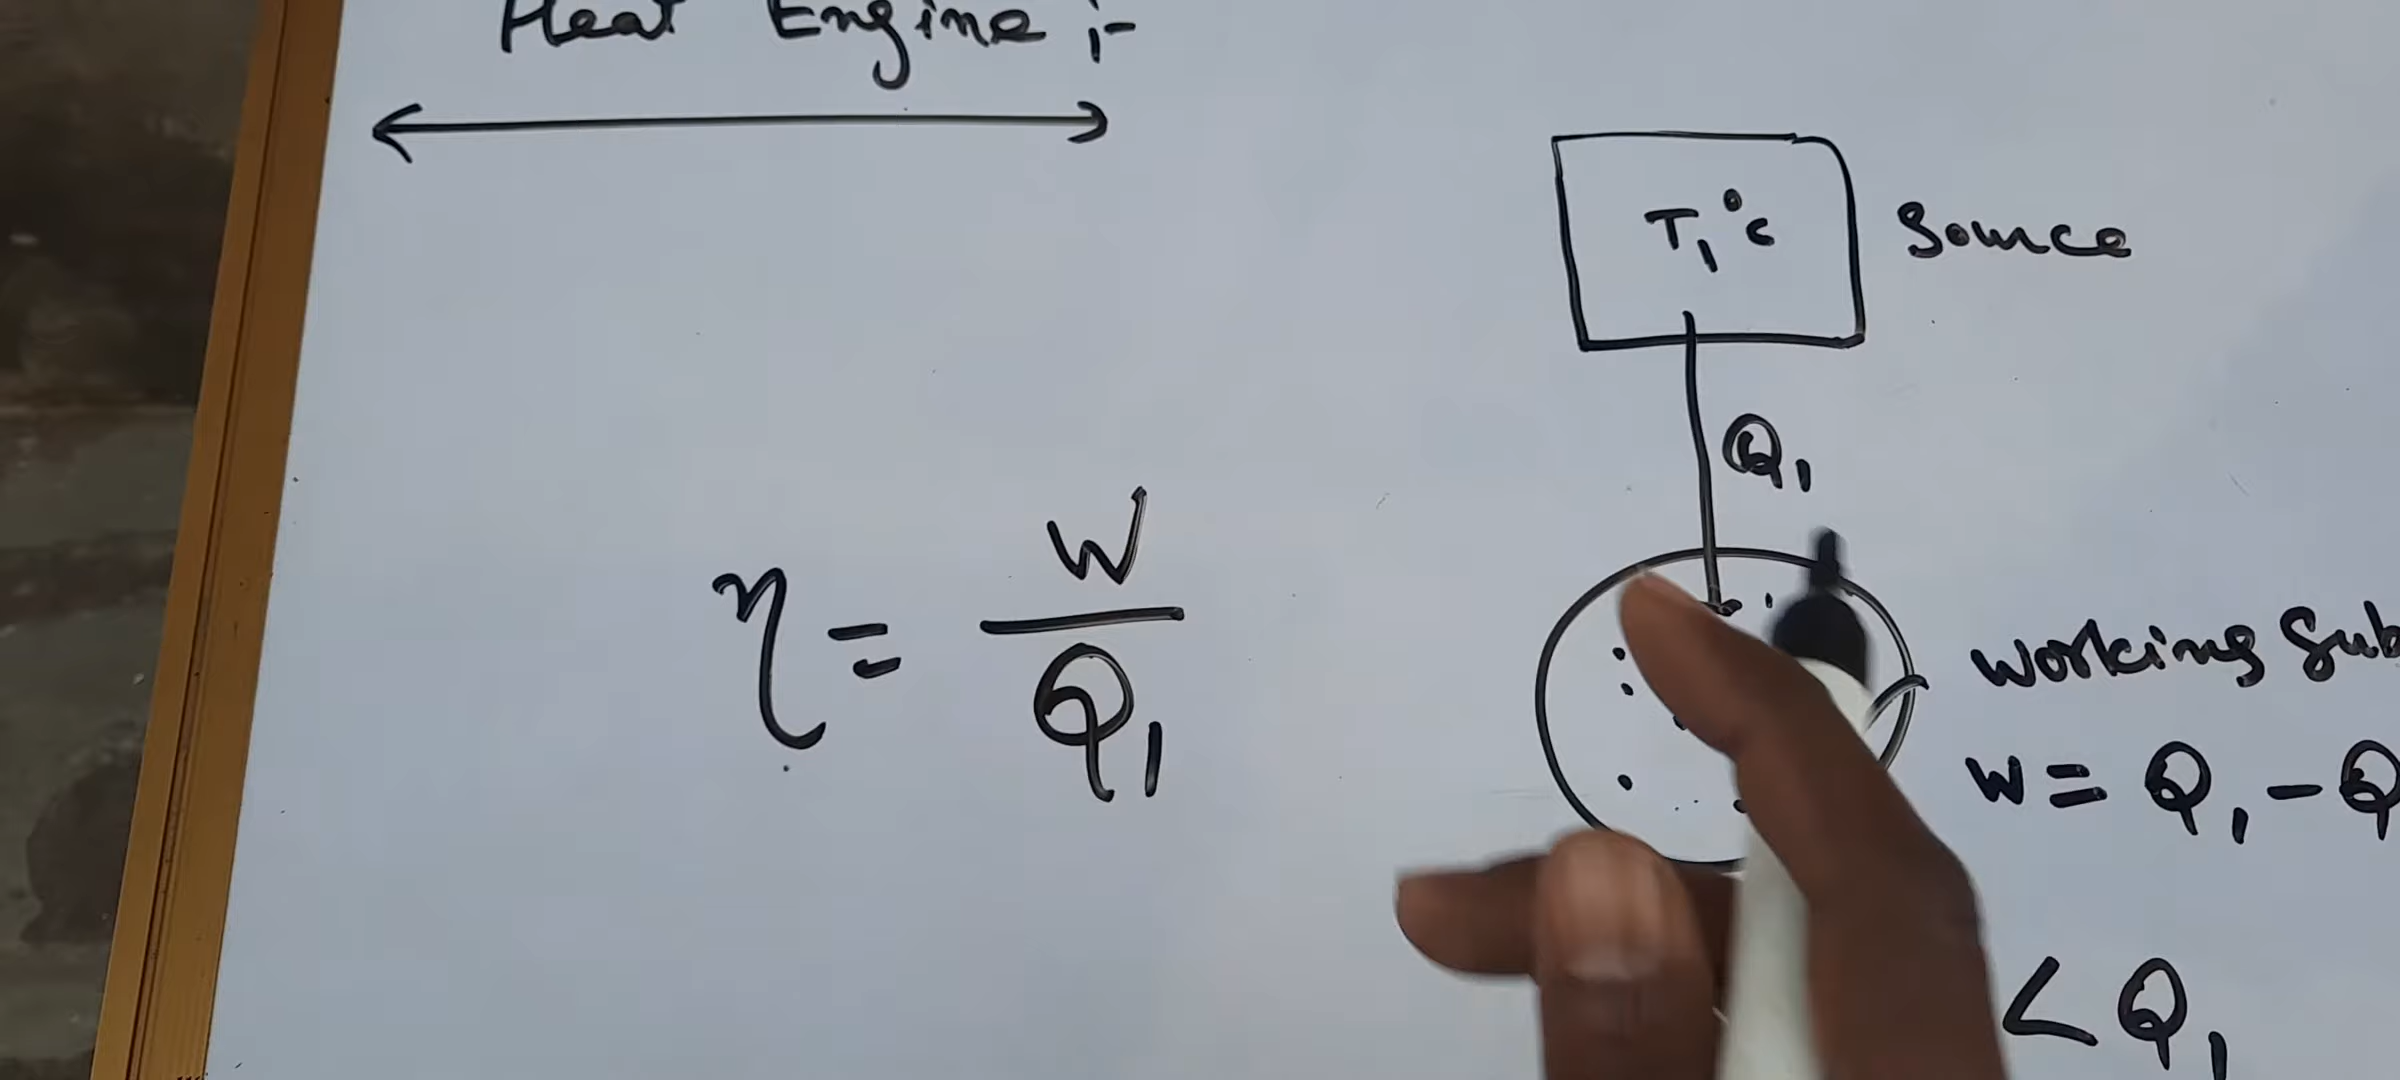 Heat Engine :-
T₁°C Source
Q₁
η = W / Q₁
Working Sub
W = Q₁ - Q
< Q₁